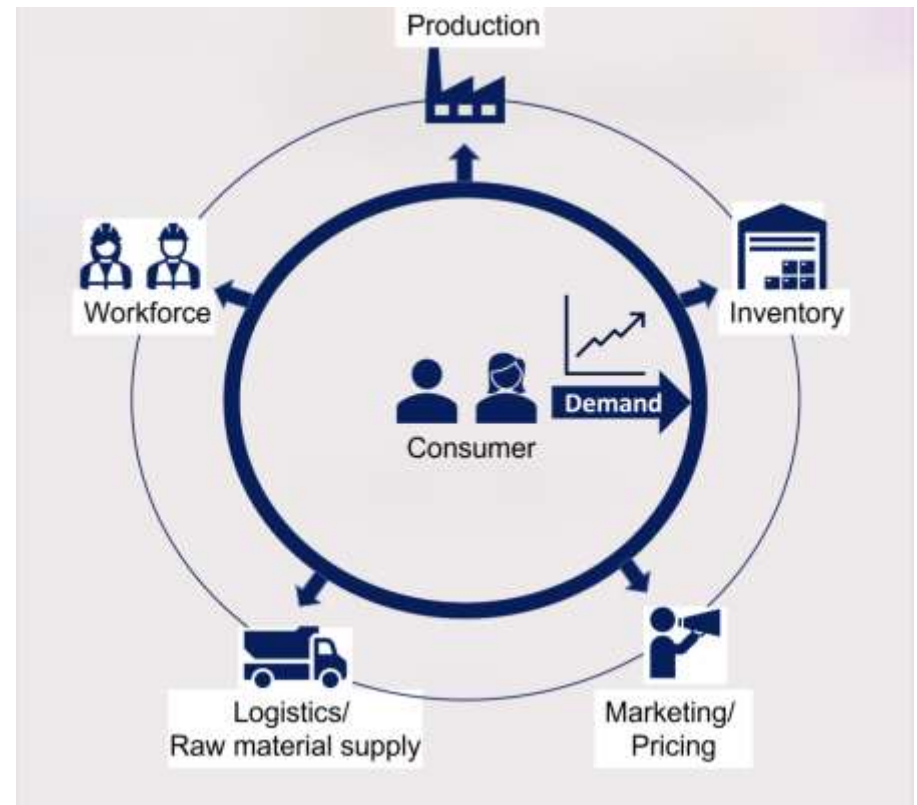 Production
Workforce
Inventory
Demand
Consumer
Logistics/
Raw material supply
Marketing/
Pricing